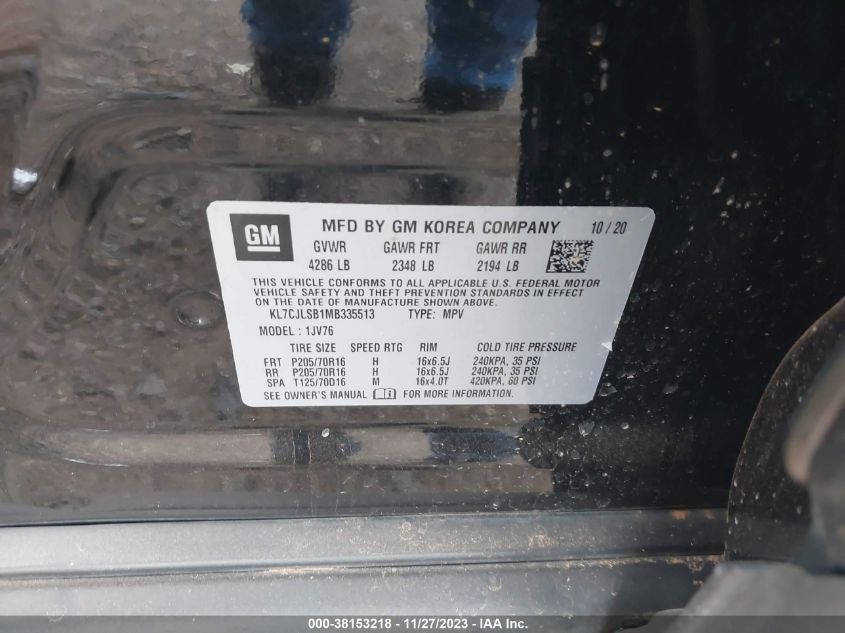 GM MFD BY GM KOREA COMPANY 10/20
GVWR GAWR FRT GAWR RR
4286 LB 2348 LB 2194 LB
THIS VEHICLE CONFORMS TO ALL APPLICABLE U.S. FEDERAL MOTOR
VEHICLE SAFETY AND THEFT PREVENTION STANDARDS IN EFFECT
ON THE DATE OF MANUFACTURE SHOWN ABOVE.
KL7CJLSB1MB335513 TYPE: MPV
MODEL : 1JV76
TIRE SIZE SPEED RTG RIM COLD TIRE PRESSURE
FRT P205/70R16 H 16x6.5J 240KPA, 35 PSI
RR P205/70R16 H 16x6.5J 240KPA, 35 PSI
SPA T125/70D16 M 16x4.0T 420KPA, 60 PSI
SEE OWNER'S MANUAL FOR MORE INFORMATION.
000-38153218 - 11/27/2023 - IAA Inc.